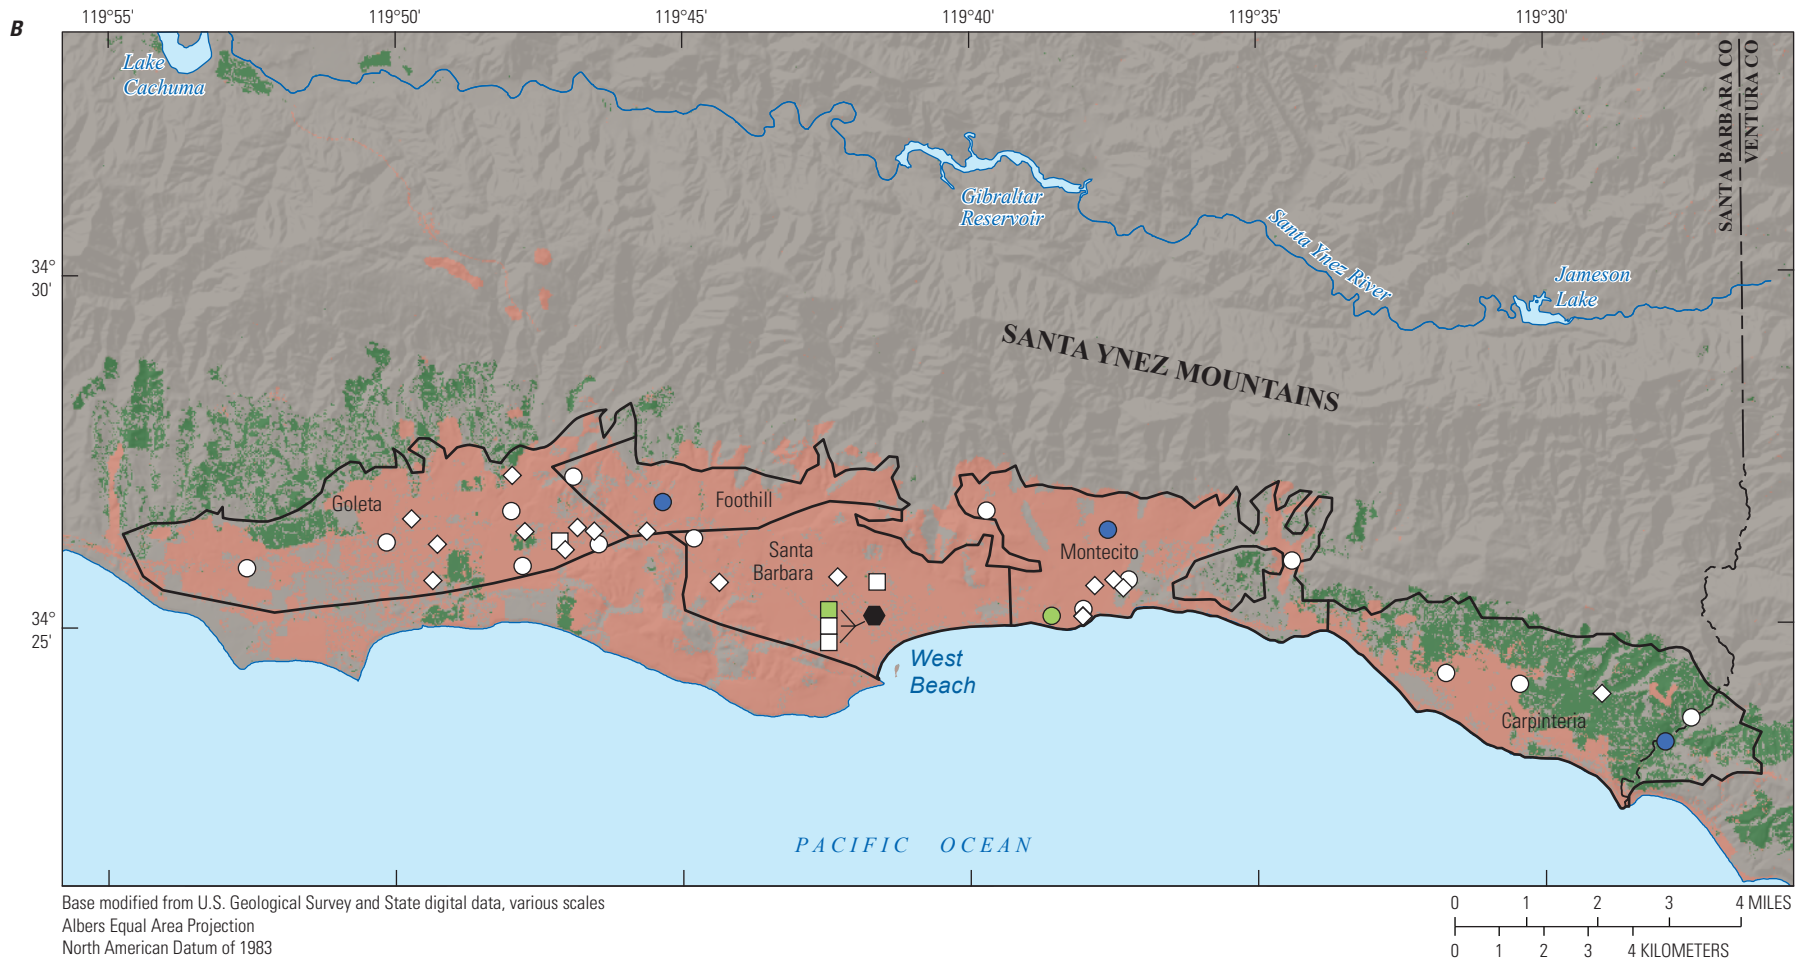 B
119°55'
119°50'
119°45'
119°40'
119°35'
119°30'
Lake
Cachuma
SANTA BARBARA CO
VENTURA CO
Gibraltar
Reservoir
Santa Ynez River
34°
30'
Jameson
Lake
SANTA YNEZ MOUNTAINS
Goleta
Foothill
Santa
Barbara
Montecito
34°
25'
West
Beach
Carpinteria
PACIFIC OCEAN
Base modified from U.S. Geological Survey and State digital data, various scales
Albers Equal Area Projection
North American Datum of 1983
0 1 2 3 4 MILES
0 1 2 3 4 KILOMETERS